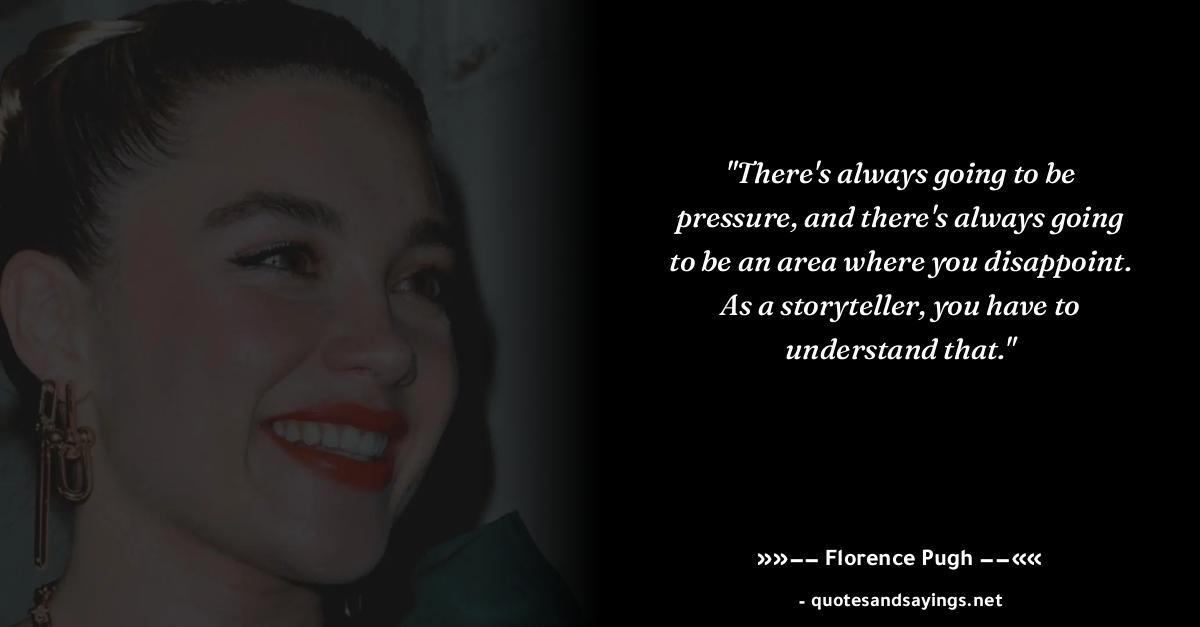 "There's always going to be
pressure, and there's always going
to be an area where you disappoint.
As a storyteller, you have to
understand that."
»»—— Florence Pugh ——««
- quotesandsayings.net